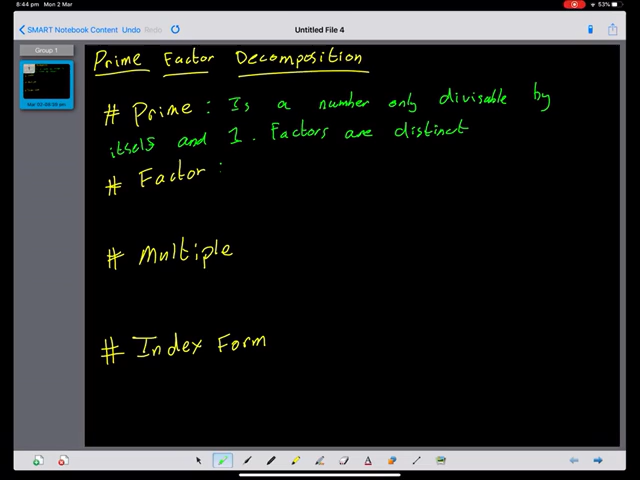 8:44 pm Mon 2 Mar
53%
SMART Notebook Content Undo Redo
Untitled File 4
Group 1
Prime Factor Decomposition
# Prime : Is a number only divisable by
itself and 1. Factors are distinct
# Factor :
# Multiple
# Index Form